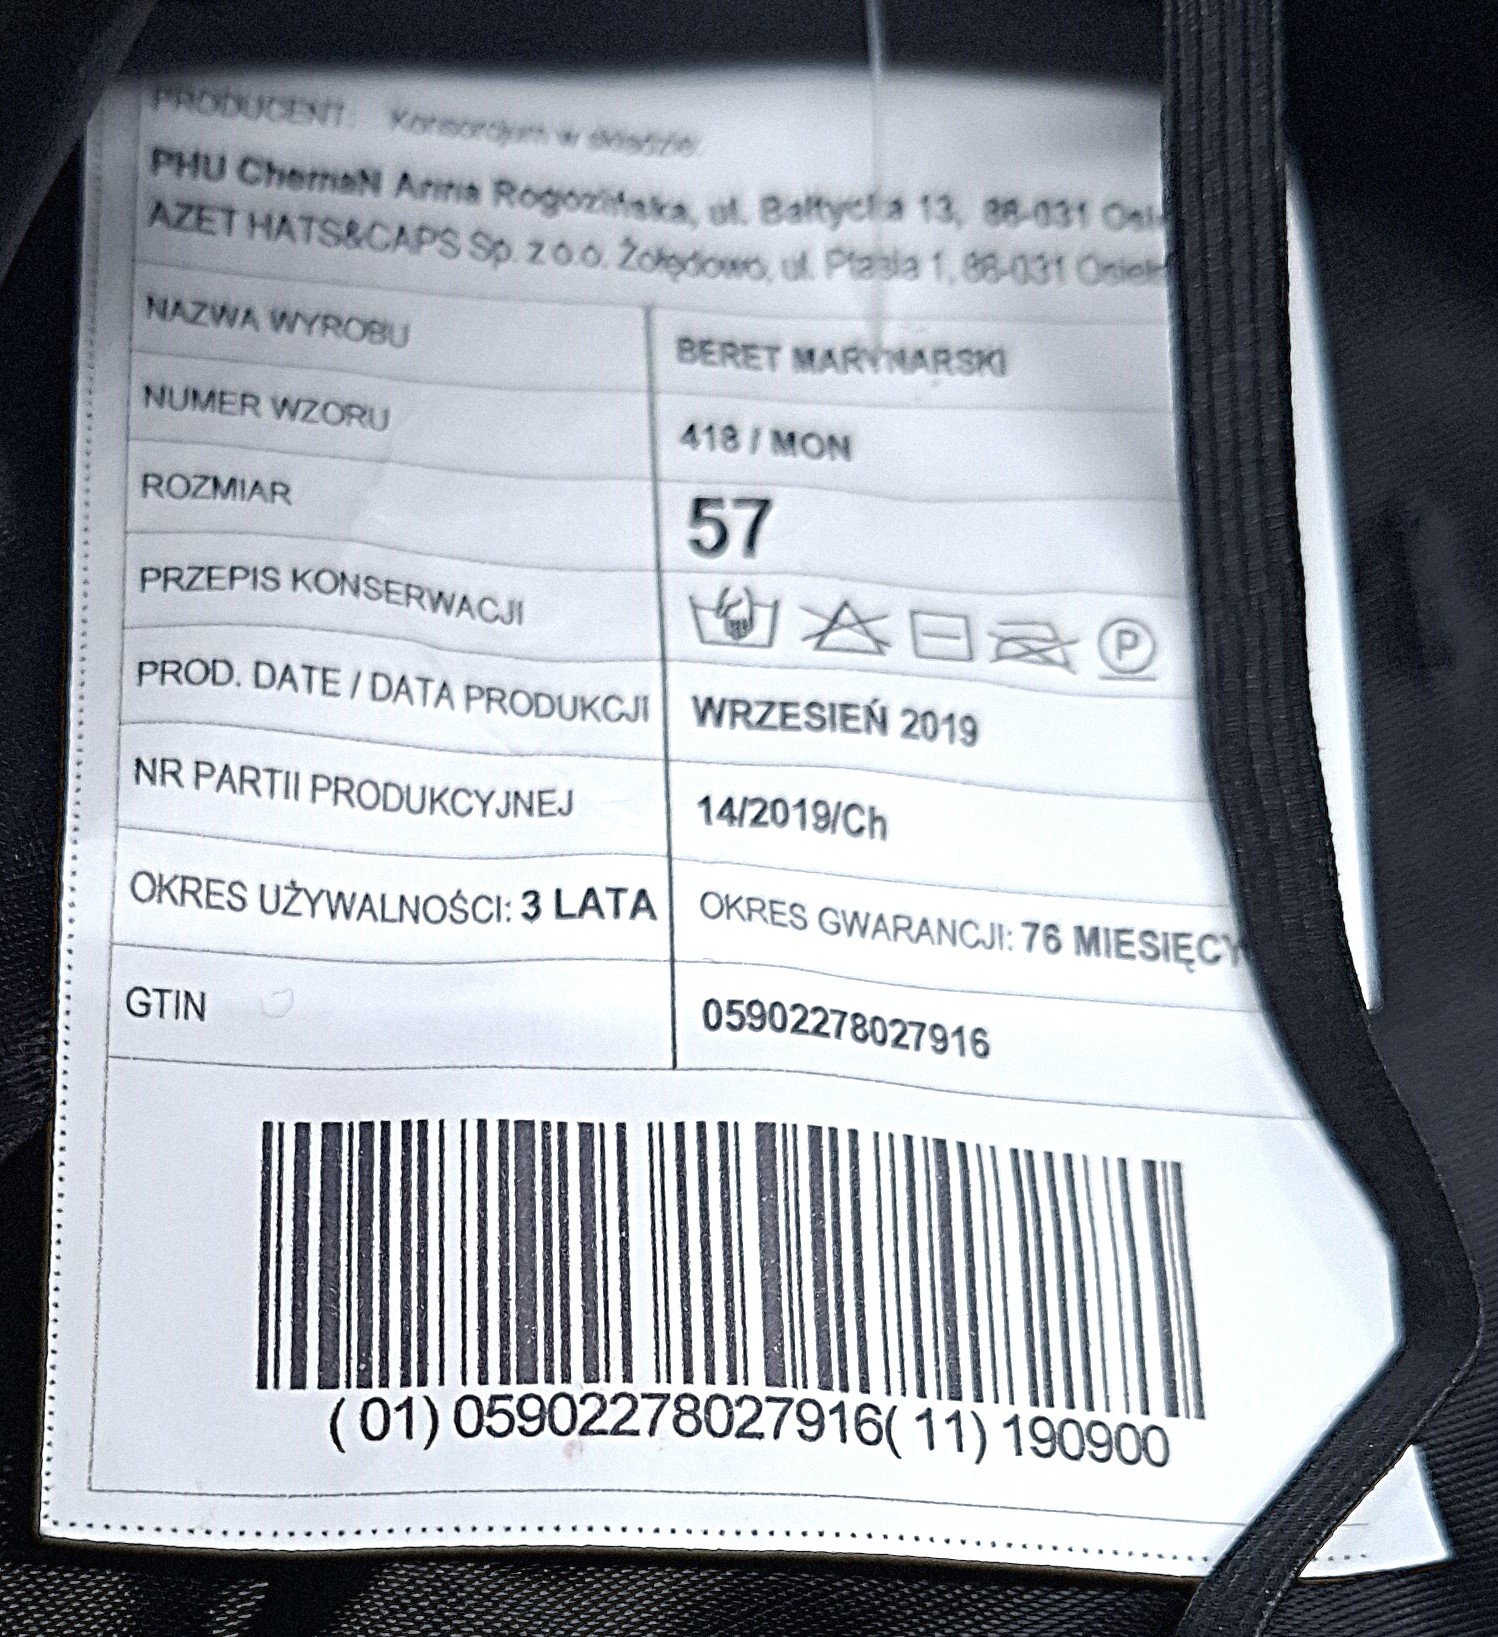 PRODUCENT: Konsorcjum w składzie:
PHU ChemaN Anna Rogozińska, ul. Bałtycka 13, 86-031
AZET HATS&CAPS Sp. z o.o. Żołędowo, ul. Ptasia 1, 86-031
NAZWA WYROBU BERET MARYNARSKI
NUMER WZORU 418 / MON
ROZMIAR 57
PRZEPIS KONSERWACJI P
PROD. DATE / DATA PRODUKCJI WRZESIEŃ 2019
NR PARTII PRODUKCYJNEJ 14/2019/Ch
OKRES UŻYWALNOŚCI: 3 LATA OKRES GWARANCJI: 76 MIESIĘCY
GTIN 05902278027916
(01)05902278027916(11)190900